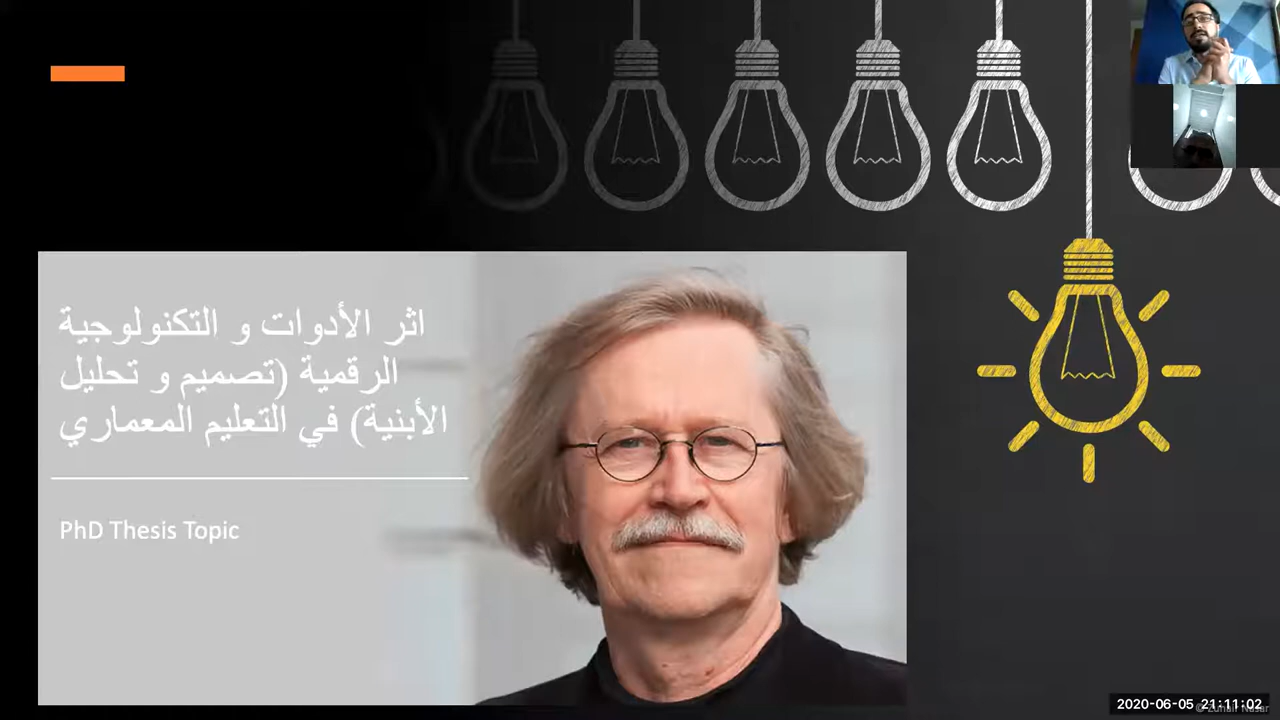 اثر الأدوات و التكنولوجية
الرقمية (تصميم و تحليل
الأبنية) في التعليم المعماري
PhD Thesis Topic
2020-06-05 21:11:02